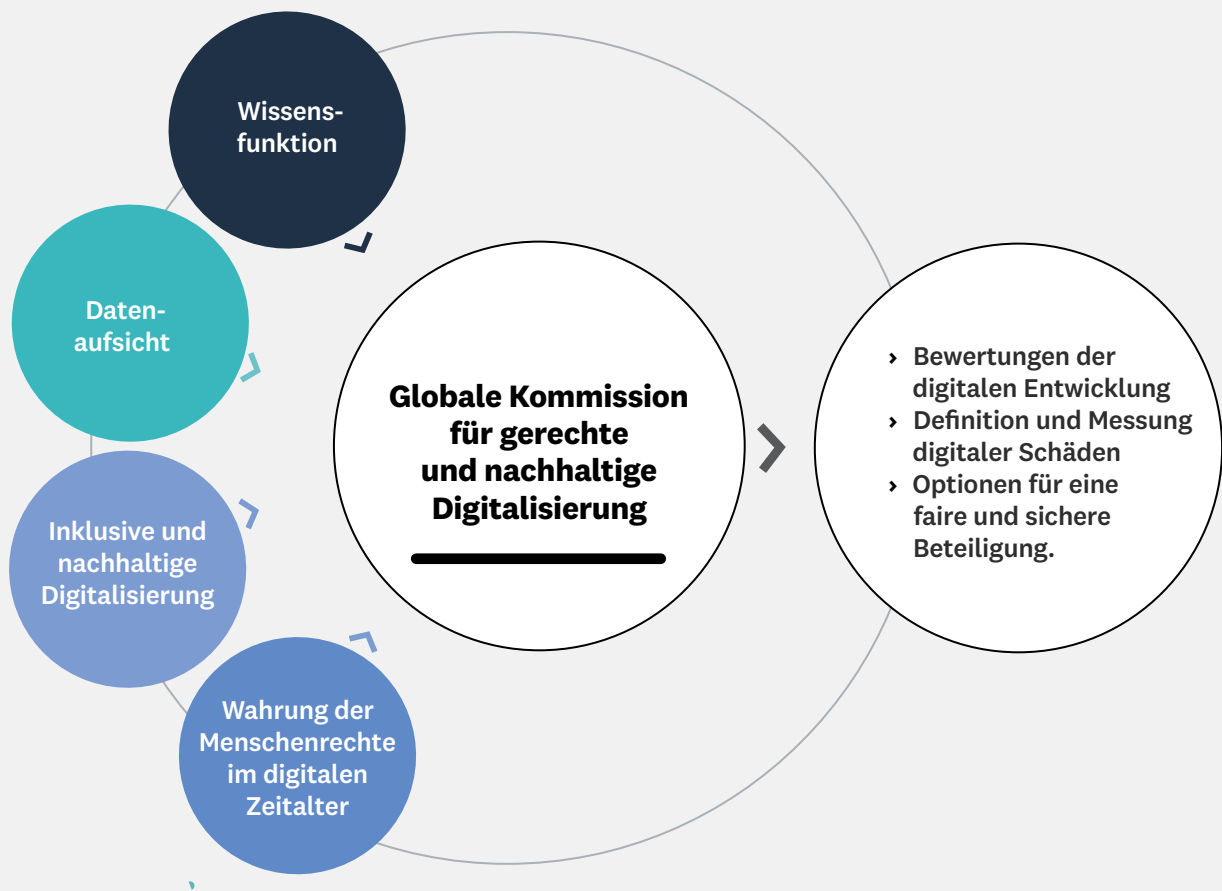 Wissens-
funktion
Daten-
aufsicht
Inklusive und
nachhaltige
Digitalisierung
Wahrung der
Menschenrechte
im digitalen
Zeitalter
Globale Kommission
für gerechte
und nachhaltige
Digitalisierung
› Bewertungen der
digitalen Entwicklung
› Definition und Messung
digitaler Schäden
› Optionen für eine
faire und sichere
Beteiligung.